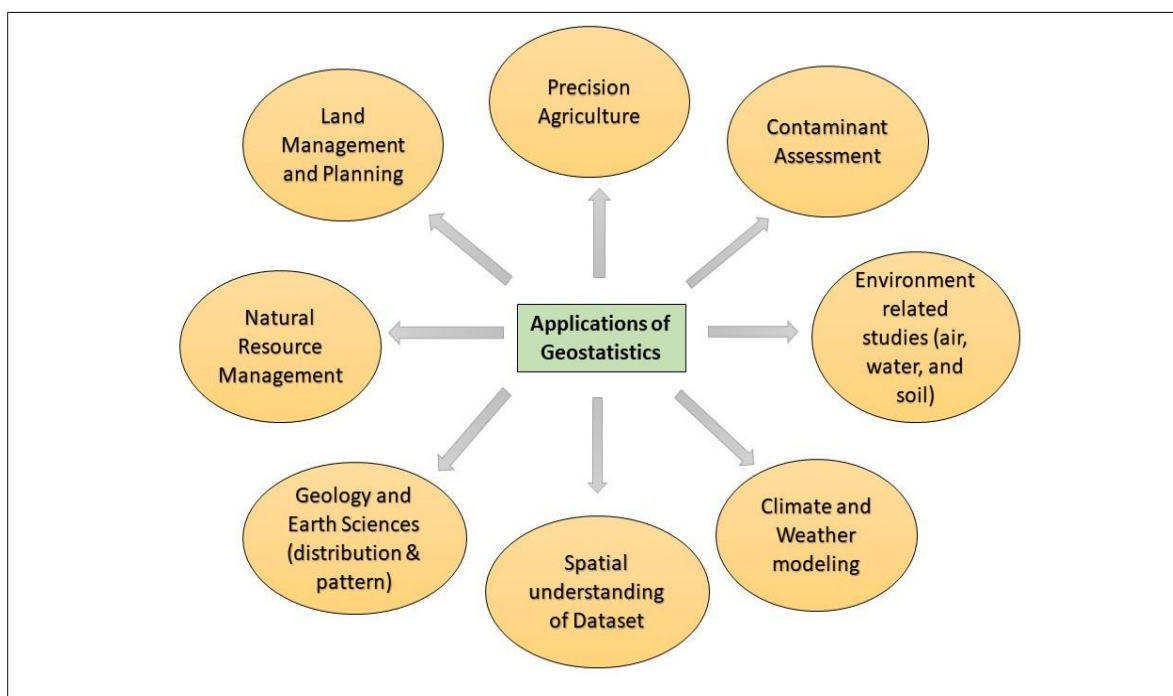 Precision
Agriculture
Land
Management
and Planning
Contaminant
Assessment
Environment
related
studies (air,
water, and
soil)
Natural
Resource
Management
Applications of
Geostatistics
Geology and
Earth Sciences
(distribution &
pattern)
Climate and
Weather
modeling
Spatial
understanding
of Dataset